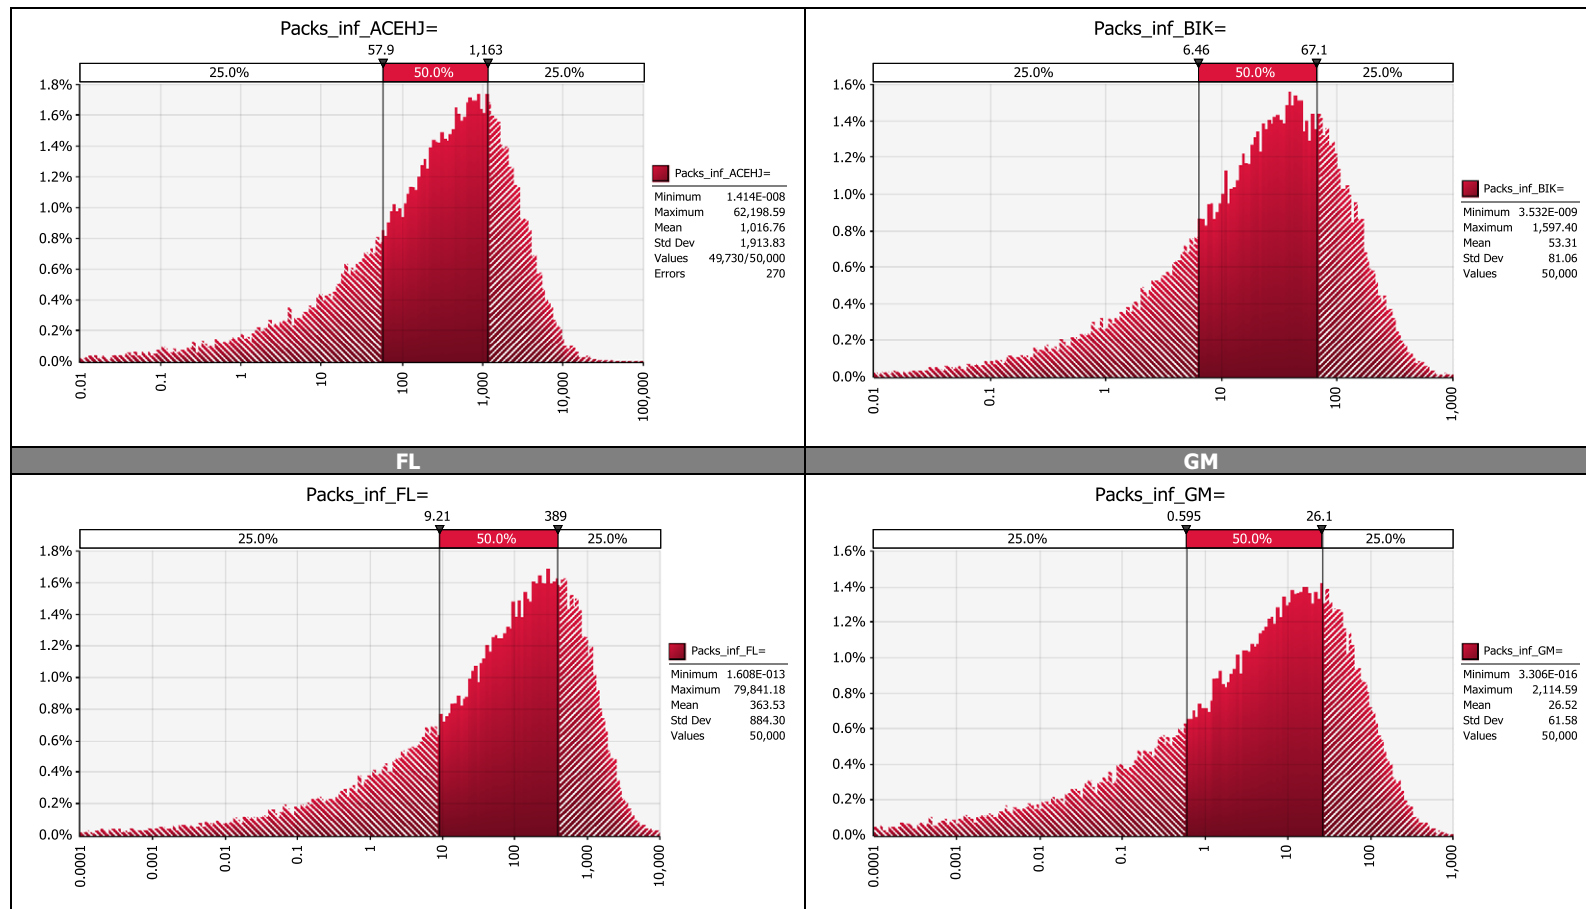 Packs_inf_ACEHJ=
57.9 1,163
25.0% 50.0% 25.0%
1.8%
1.6%
1.4%
1.2%
1.0%
0.8%
0.6%
0.4%
0.2%
0.0%
0.01 0.1 1 10 100 1,000 10,000 100,000
Packs_inf_ACEHJ=
Minimum 1.414E-008
Maximum 62,198.59
Mean 1,016.76
Std Dev 1,913.83
Values 49,730/50,000
Errors 270
Packs_inf_BIK=
6.46 67.1
25.0% 50.0% 25.0%
1.6%
1.4%
1.2%
1.0%
0.8%
0.6%
0.4%
0.2%
0.0%
0.01 0.1 1 10 100 1,000
Packs_inf_BIK=
Minimum 3.532E-009
Maximum 1,597.40
Mean 53.31
Std Dev 81.06
Values 50,000
FL
GM
Packs_inf_FL=
9.21 389
25.0% 50.0% 25.0%
1.8%
1.6%
1.4%
1.2%
1.0%
0.8%
0.6%
0.4%
0.2%
0.0%
0.0001 0.001 0.01 0.1 1 10 100 1,000 10,000
Packs_inf_FL=
Minimum 1.608E-013
Maximum 79,841.18
Mean 363.53
Std Dev 884.30
Values 50,000
Packs_inf_GM=
0.595 26.1
25.0% 50.0% 25.0%
1.6%
1.4%
1.2%
1.0%
0.8%
0.6%
0.4%
0.2%
0.0%
0.0001 0.001 0.01 0.1 1 10 100 1,000
Packs_inf_GM=
Minimum 3.306E-016
Maximum 2,114.59
Mean 26.52
Std Dev 61.58
Values 50,000